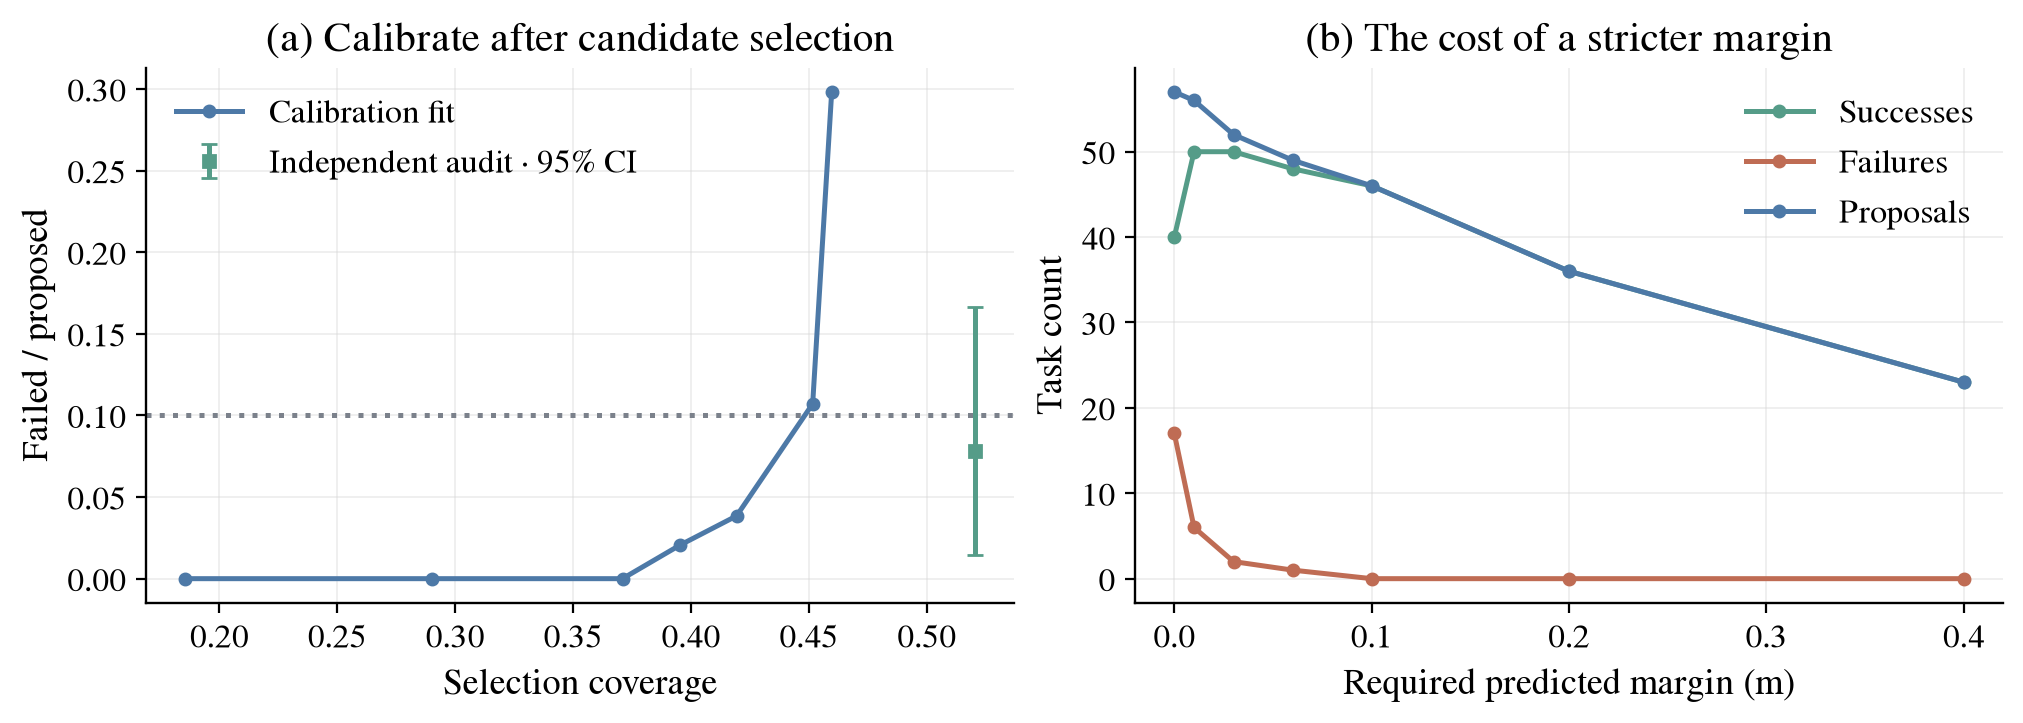 (a) Calibrate after candidate selection
Failed / proposed
0.30
0.25
0.20
0.15
0.10
0.05
0.00
Calibration fit
Independent audit · 95% CI
0.20
0.25
0.30
0.35
0.40
0.45
0.50
Selection coverage
(b) The cost of a stricter margin
Task count
50
40
30
20
10
0
Successes
Failures
Proposals
0.0
0.1
0.2
0.3
0.4
Required predicted margin (m)